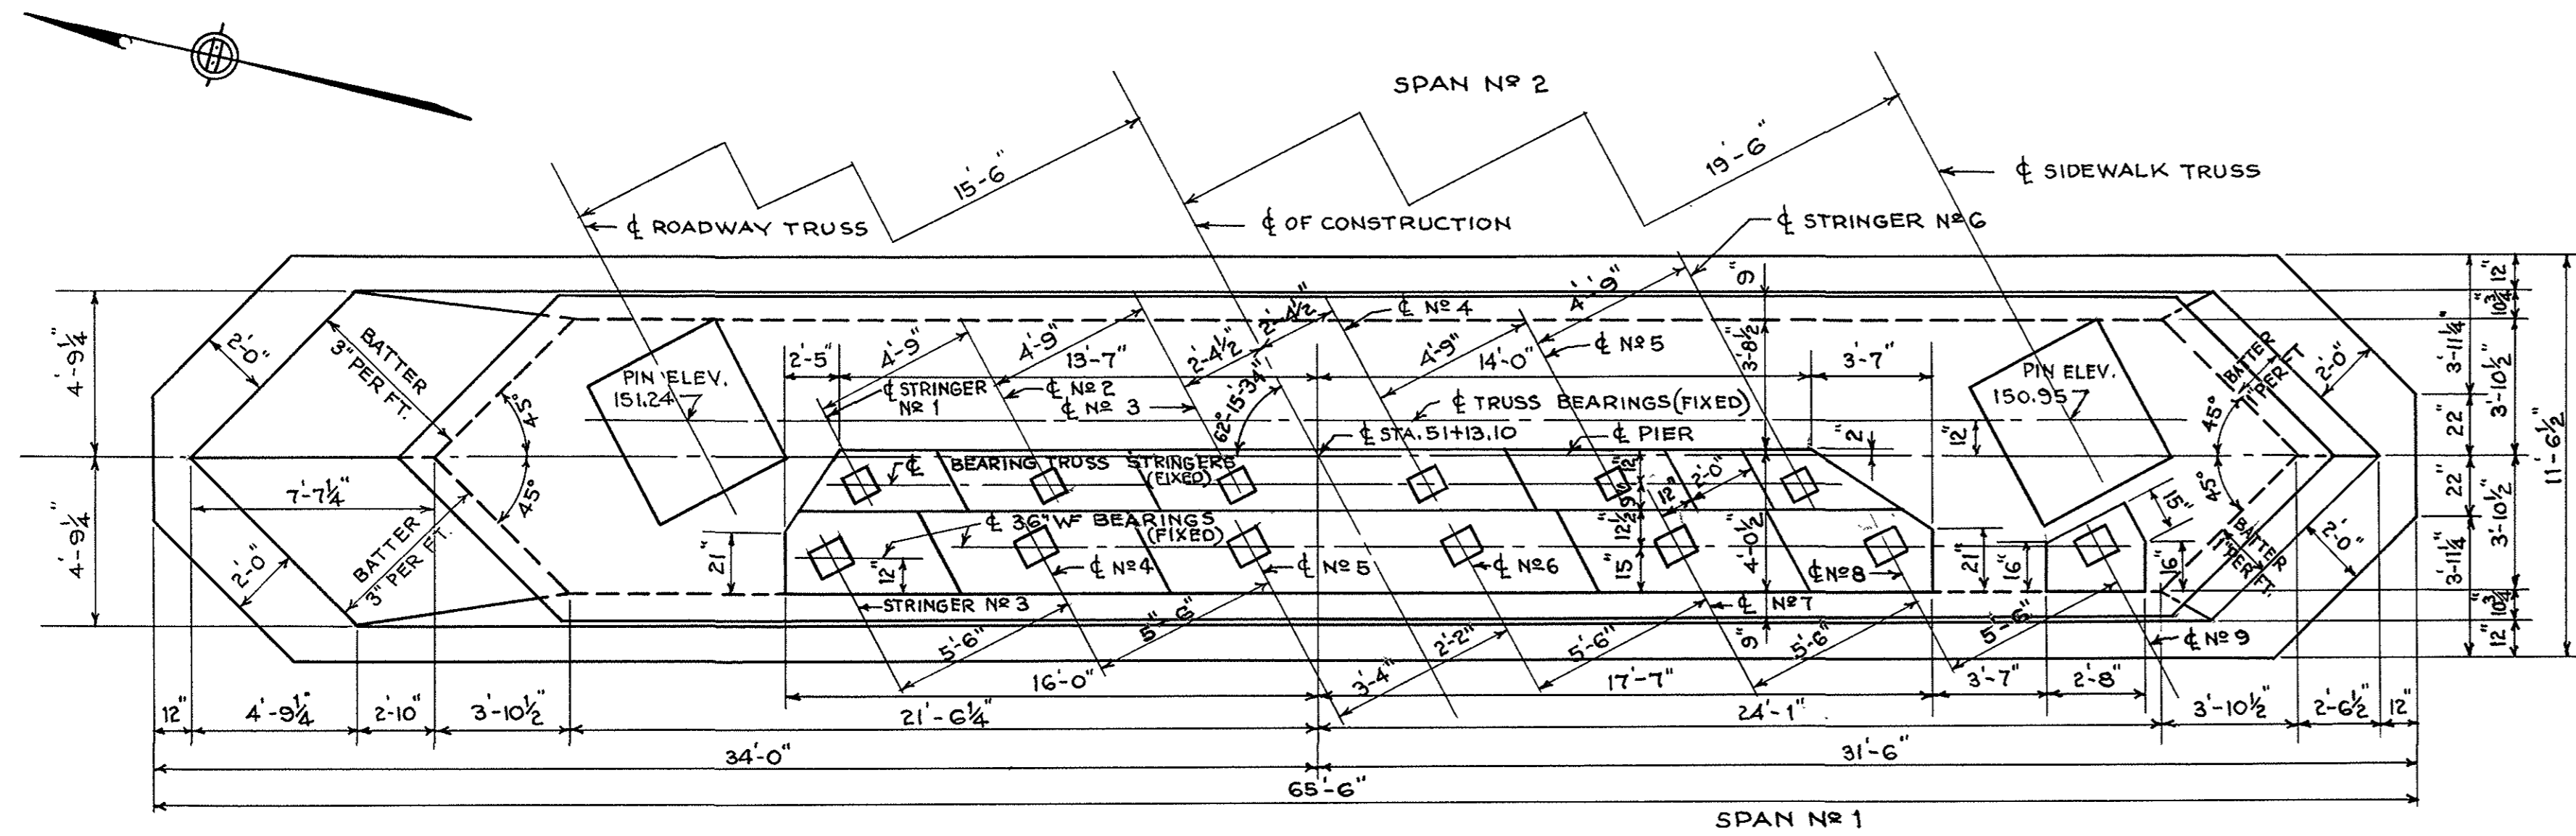 SPAN Nº 2
15'-6"
19'-6"
℄ SIDEWALK TRUSS
℄ ROADWAY TRUSS
℄ OF CONSTRUCTION
℄ STRINGER Nº 6
9"
12"
10¾"
4'-9¼"
2'-0"
BATTER
3" PER FT.
45°
PIN ELEV.
151.24
2'-5"
4'-9"
4'-9"
13'-7"
2'-4½"
2'-4½"
℄ Nº 4
4'-9"
4'-9"
14'-0"
℄ Nº 5
3'-8½"
3'-7"
PIN ELEV.
150.95
BATTER
1" PER FT
2'-0"
45°
3'-11¼"
3'-10½"
℄ STRINGER
Nº 1
℄ Nº 2
℄ Nº 3
62°-15'-34"
℄ TRUSS BEARINGS (FIXED)
℄ STA. 51+13.10
℄ PIER
2"
12"
22"
11'-6½"
℄ BEARING TRUSS STRINGERS
(FIXED)
12"
9"
12"
2'-0"
15"
7'-7¼"
4'-9¼"
2'-0"
BATTER
3" PER FT.
45°
21"
℄ 36" WF BEARINGS
(FIXED)
12"
℄ Nº 4
℄ Nº 5
℄ Nº 6
12½"
15"
4'-0½"
℄ Nº 8
21"
16"
16"
45°
BATTER
1" PER FT.
2'-0"
22"
3'-10½"
3'-11¼"
10¾"
12"
STRINGER Nº 3
℄ Nº 7
9"
℄ Nº 9
5'-6"
5'-6"
3'-4"
2'-2"
5'-6"
5'-6"
5'-6"
16'-0"
17'-7"
3'-7"
2'-8"
12"
4'-9¼"
2'-10"
3'-10½"
21'-6¼"
24'-1"
3'-10½"
2'-6½"
12"
34'-0"
31'-6"
65'-6"
SPAN Nº 1